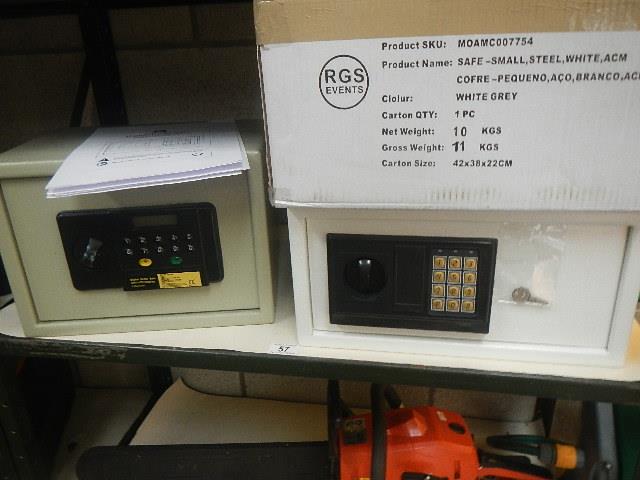 RGS
EVENTS
Product SKU: MOAMC007754
Product Name: SAFE-SMALL,STEEL,WHITE,ACM
COFRE-PEQUENO,AÇO,BRANCO,AC
Clolur: WHITE GREY
Carton QTY: 1 PC
Net Weight: 10 KGS
Gross Weight: 11 KGS
Carton Size: 42x38x22CM
57